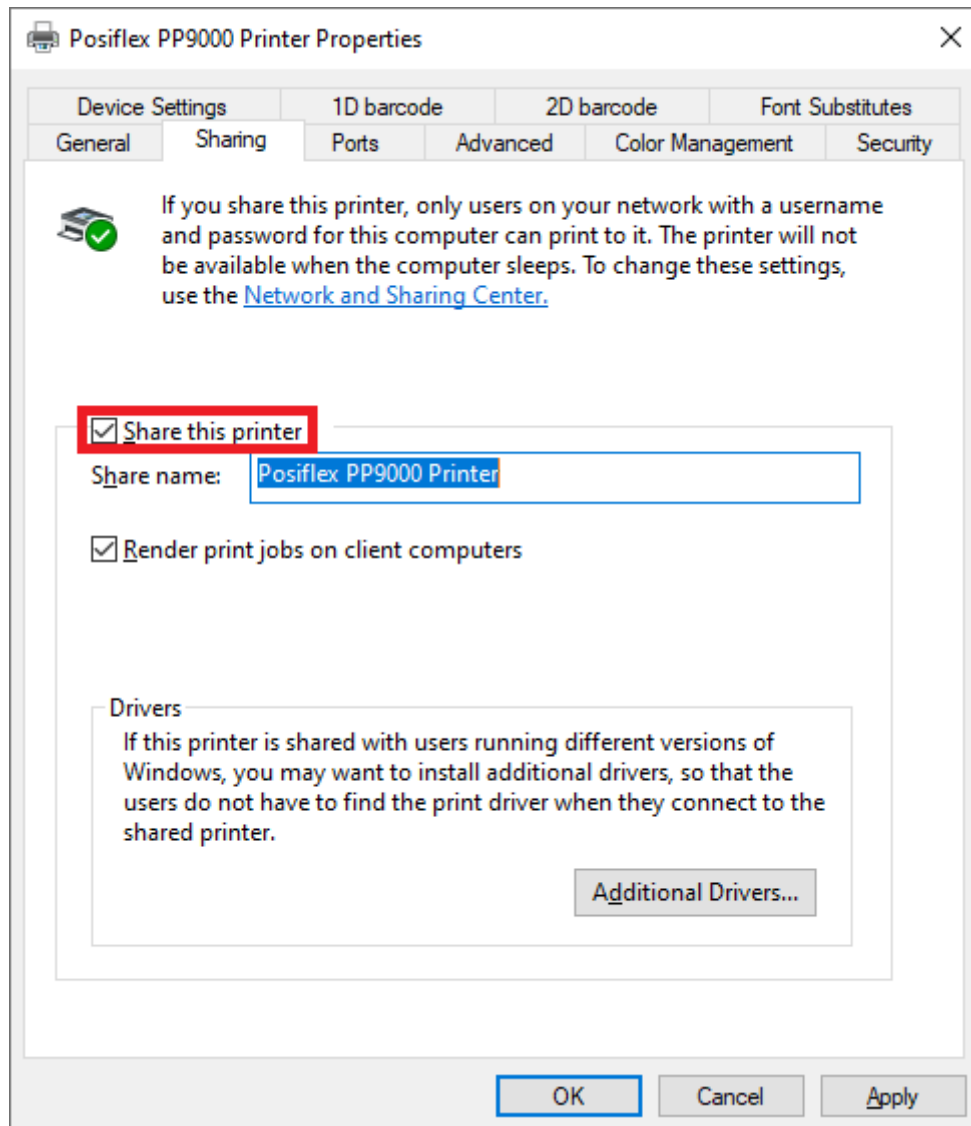 Posiflex PP9000 Printer Properties
Device Settings 1D barcode 2D barcode Font Substitutes
General Sharing Ports Advanced Color Management Security
If you share this printer, only users on your network with a username
and password for this computer can print to it. The printer will not
be available when the computer sleeps. To change these settings,
use the Network and Sharing Center.
Share this printer
Share name: Posiflex PP9000 Printer
Render print jobs on client computers
Drivers
If this printer is shared with users running different versions of
Windows, you may want to install additional drivers, so that the
users do not have to find the print driver when they connect to the
shared printer.
Additional Drivers...
OK Cancel Apply